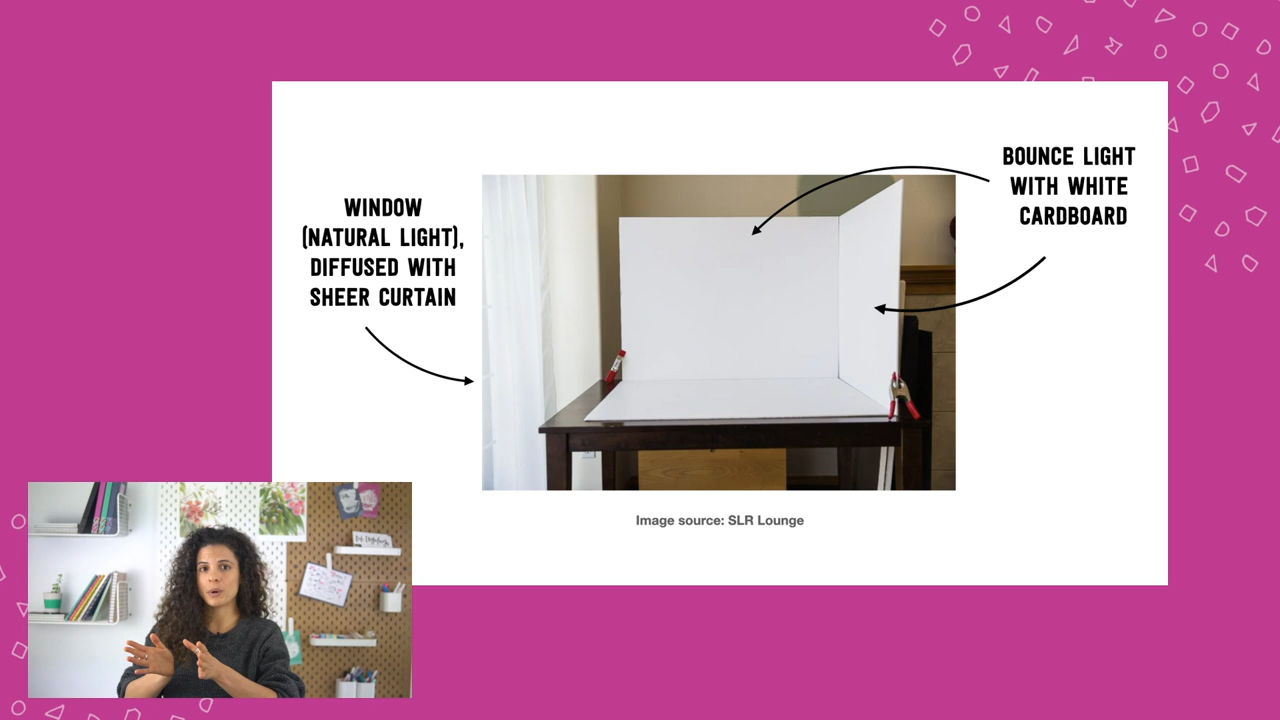 WINDOW
(NATURAL LIGHT),
DIFFUSED WITH
SHEER CURTAIN
BOUNCE LIGHT
WITH WHITE
CARDBOARD
Image source: SLR Lounge